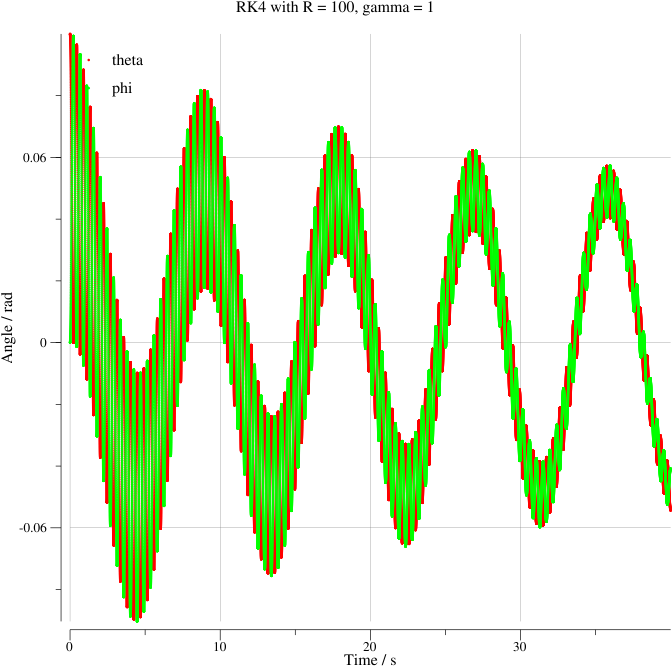 RK4 with R = 100, gamma = 1
theta
phi
0.06
0
-0.06
Angle / rad
0 10 20 30
Time / s